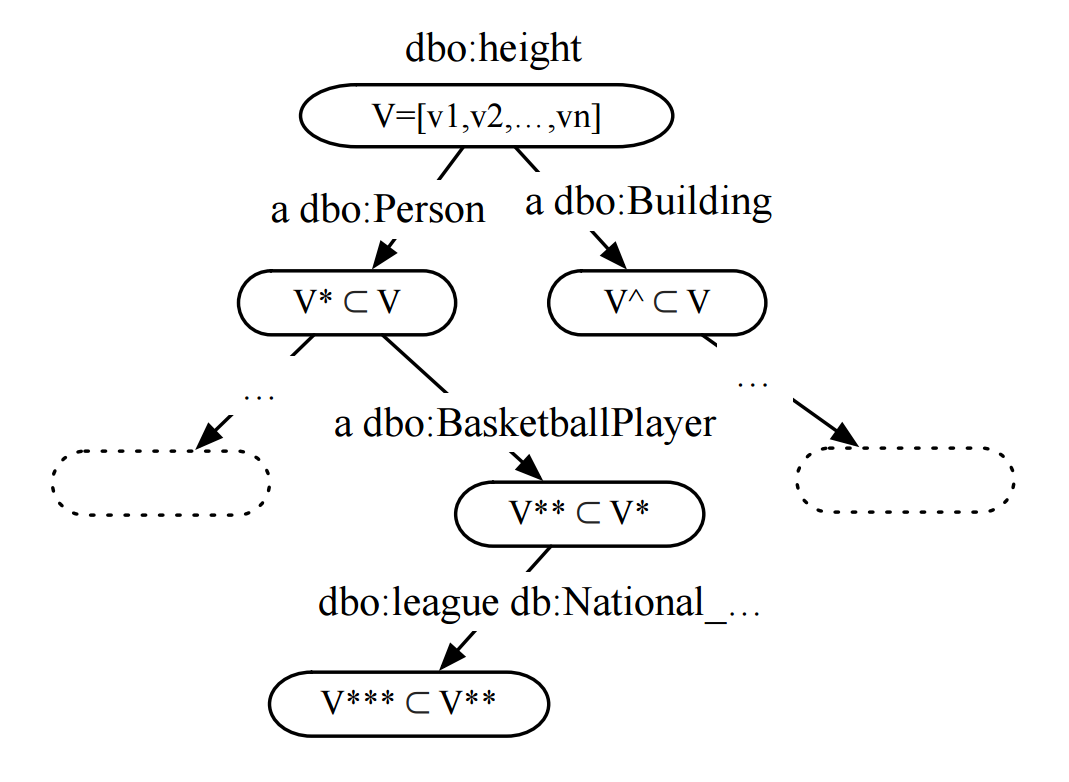 dbo:height
V=[v1,v2,...,vn]
a dbo:Person
a dbo:Building
V* ⊂ V
V^ ⊂ V
...
...
a dbo:BasketballPlayer
V** ⊂ V*
dbo:league db:National_...
V*** ⊂ V**